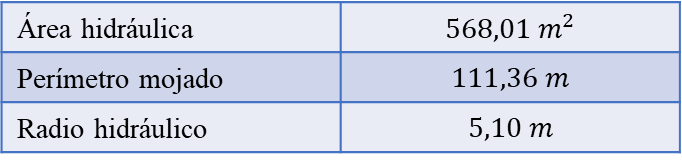 Área hidráulica 568,01 m²
Perímetro mojado 111,36 m
Radio hidráulico 5,10 m